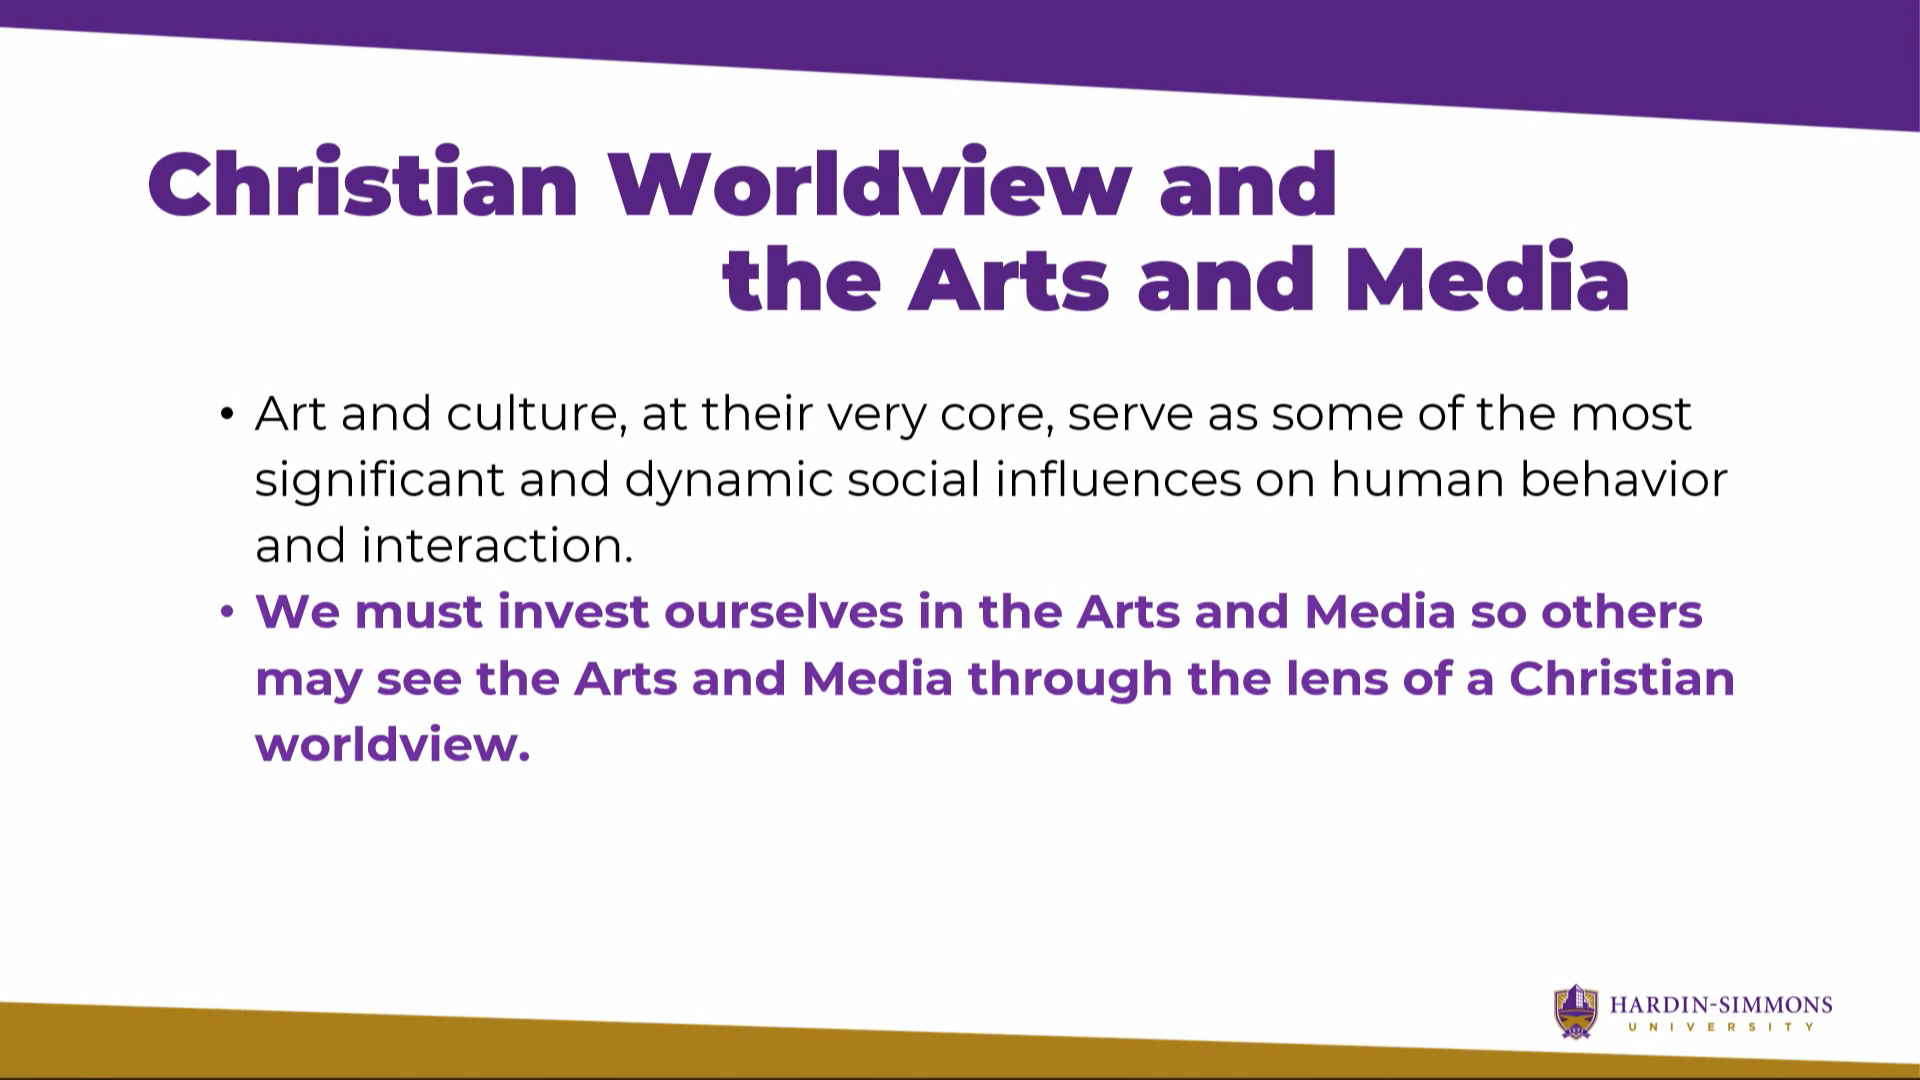 Christian Worldview and
the Arts and Media
• Art and culture, at their very core, serve as some of the most
significant and dynamic social influences on human behavior
and interaction.
• We must invest ourselves in the Arts and Media so others
may see the Arts and Media through the lens of a Christian
worldview.
HARDIN-SIMMONS
UNIVERSITY